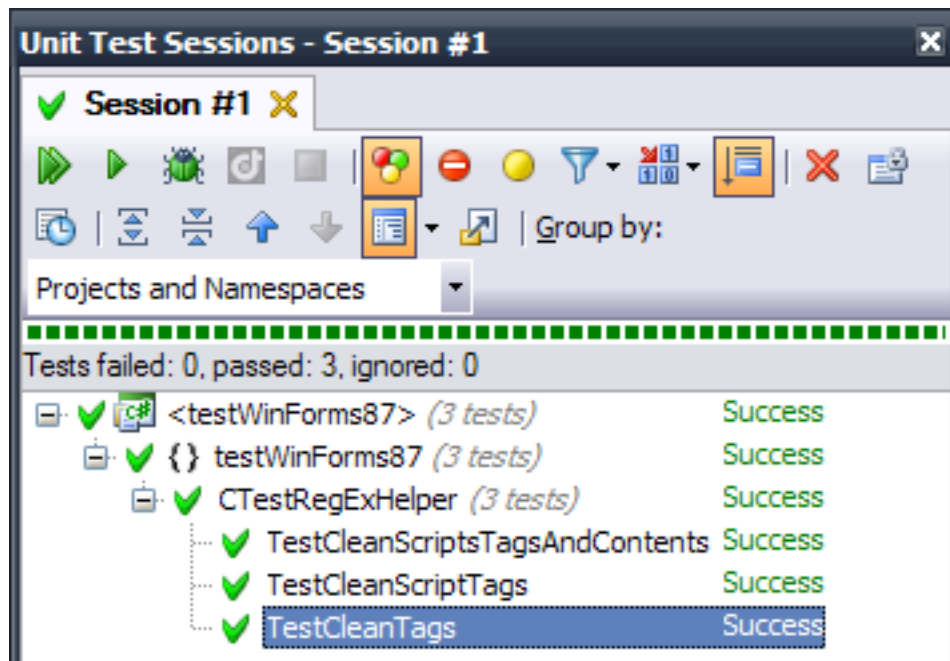 Unit Test Sessions - Session #1
Session #1
Group by:
Projects and Namespaces
Tests failed: 0, passed: 3, ignored: 0
<testWinForms87> (3 tests) Success
{} testWinForms87 (3 tests) Success
CTestRegExHelper (3 tests) Success
TestCleanScriptsTagsAndContents Success
TestCleanScriptTags Success
TestCleanTags Success